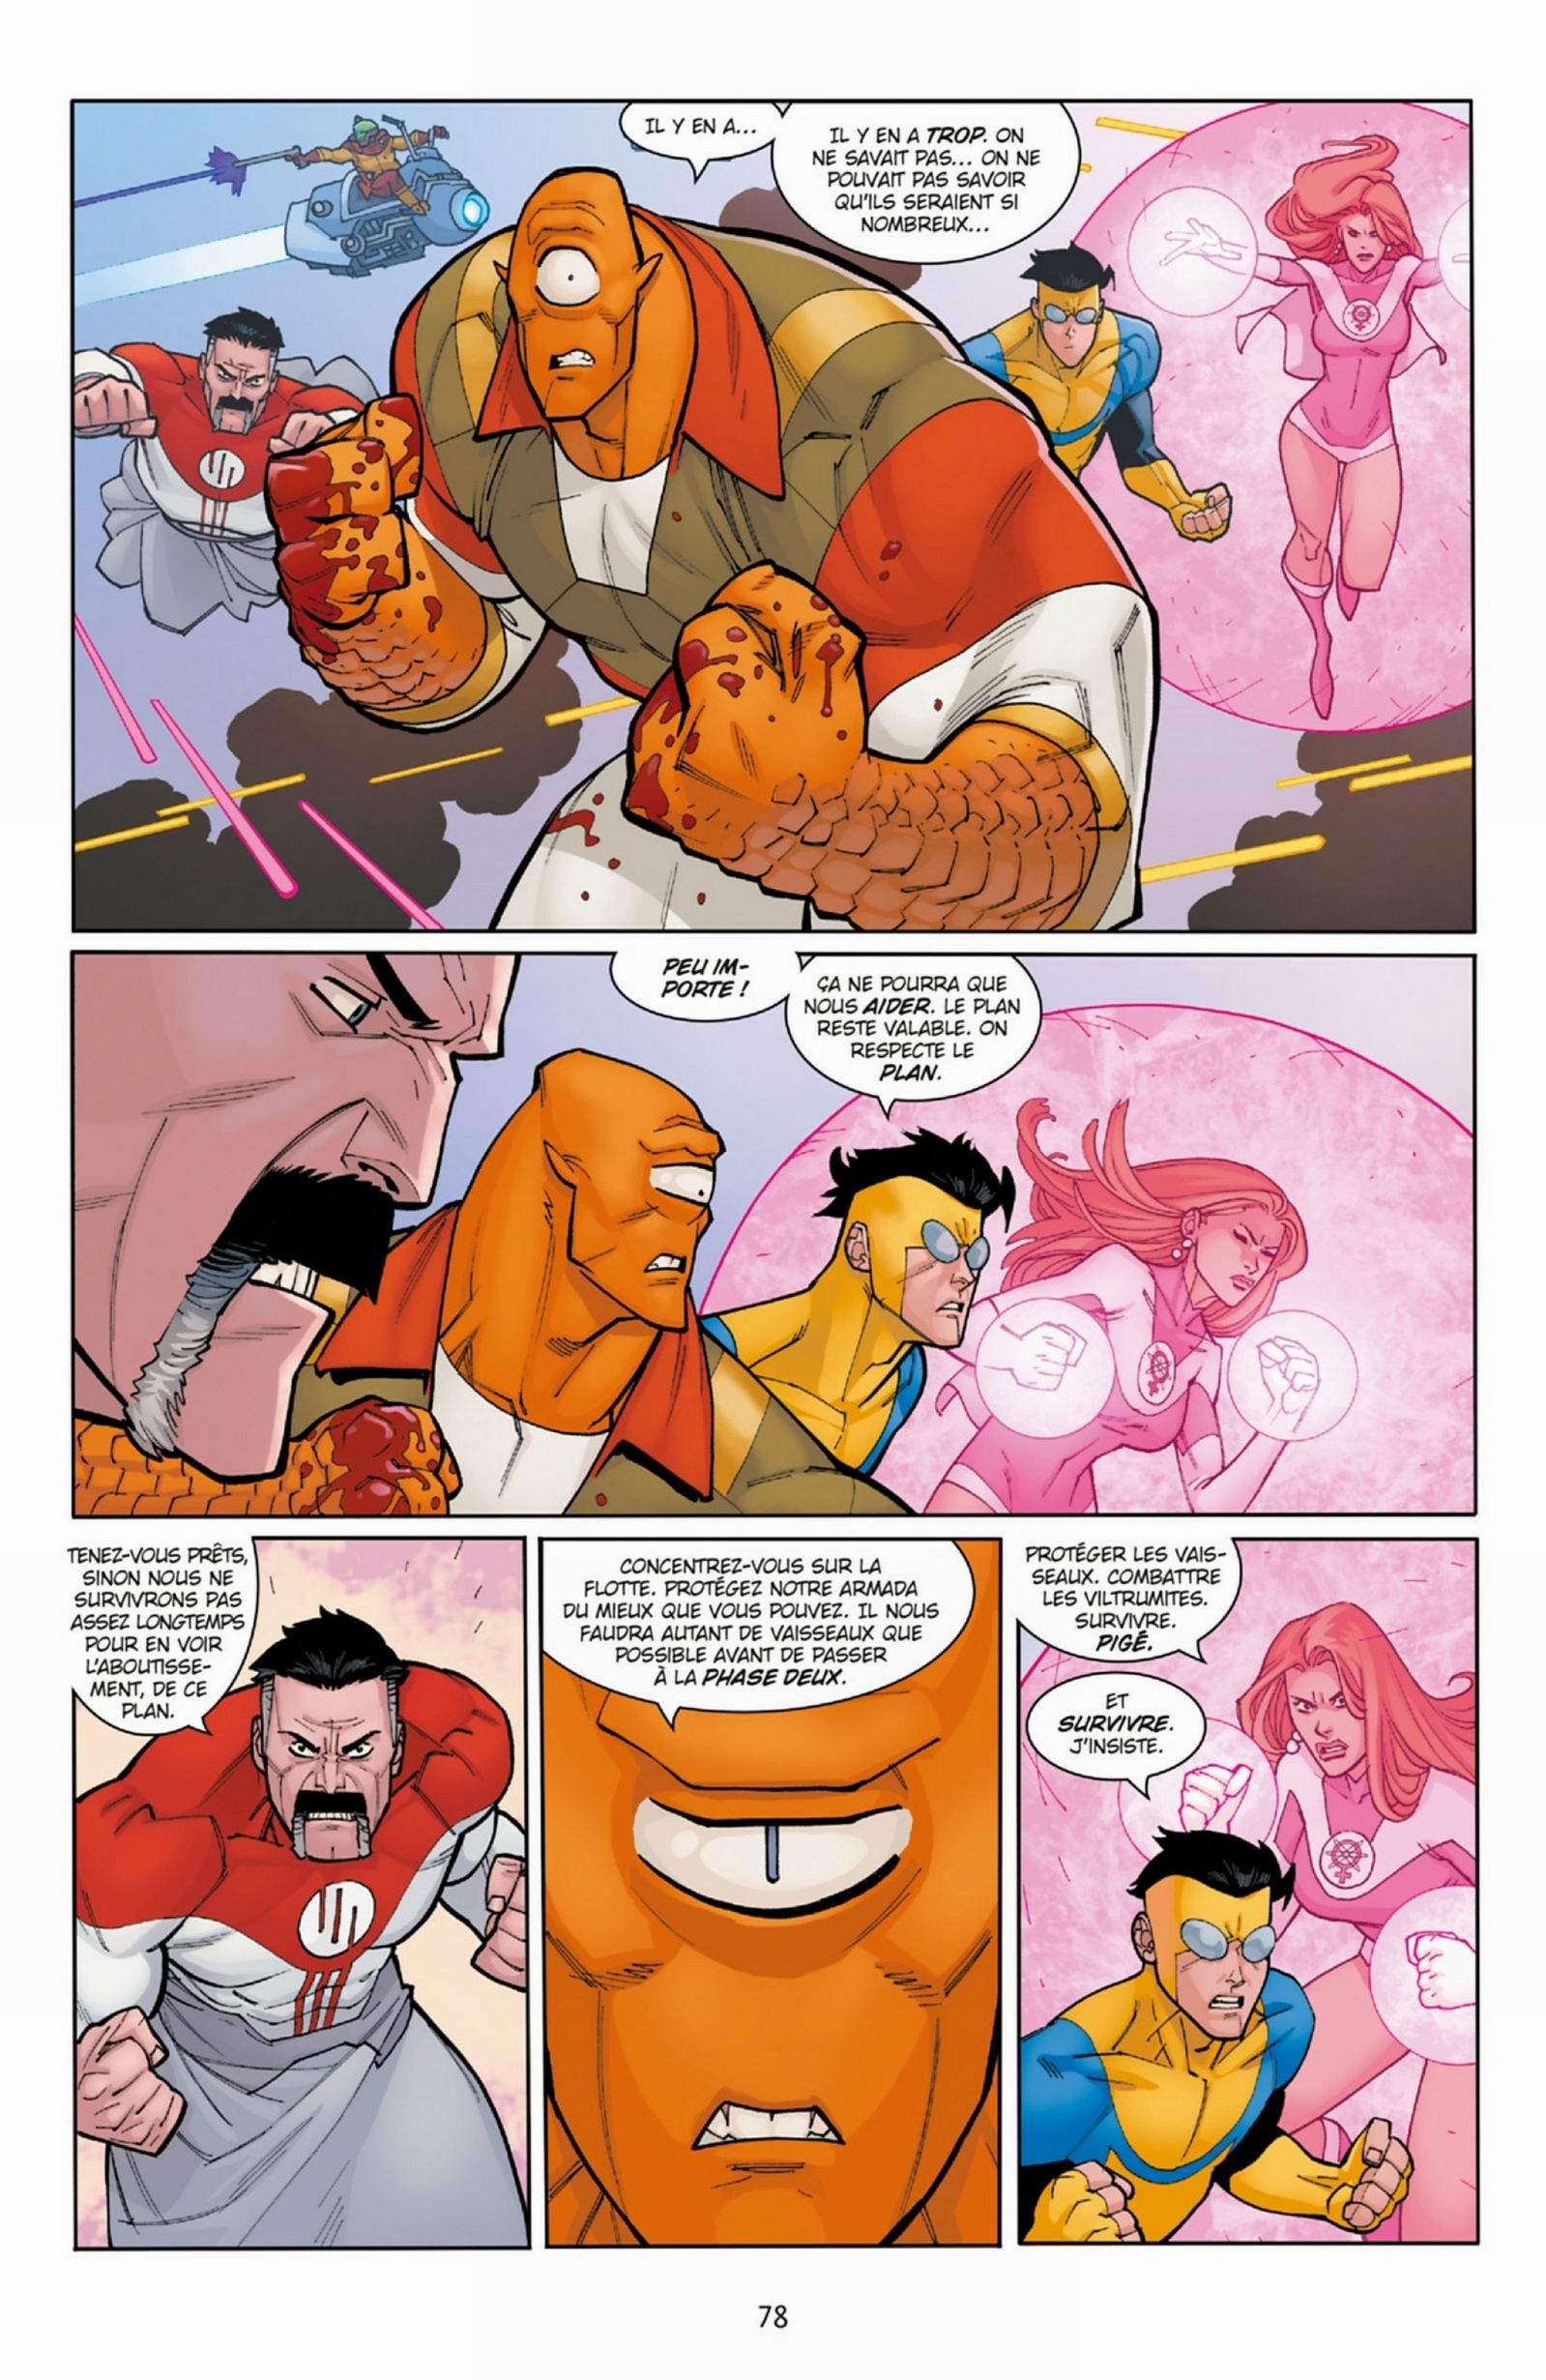 IL Y EN A...
IL Y EN A TROP. ON
NE SAVAIT PAS... ON NE
POUVAIT PAS SAVOIR
QU'ILS SERAIENT SI
NOMBREUX...
PEU IM-
PORTE !
ÇA NE POURRA QUE
NOUS AIDER. LE PLAN
RESTE VALABLE. ON
RESPECTE LE
PLAN.
TENEZ-VOUS PRÊTS,
SINON NOUS NE
SURVIVRONS PAS
ASSEZ LONGTEMPS
POUR EN VOIR
L'ABOUTISSE-
MENT, DE CE
PLAN.
CONCENTREZ-VOUS SUR LA
FLOTTE. PROTÉGEZ NOTRE ARMADA
DU MIEUX QUE VOUS POUVEZ. IL NOUS
FAUDRA AUTANT DE VAISSEAUX QUE
POSSIBLE AVANT DE PASSER
À LA PHASE DEUX.
PROTÉGER LES VAIS-
SEAUX. COMBATTRE
LES VILTRUMITES.
SURVIVRE.
PIGÉ.
ET
SURVIVRE.
J'INSISTE.
78